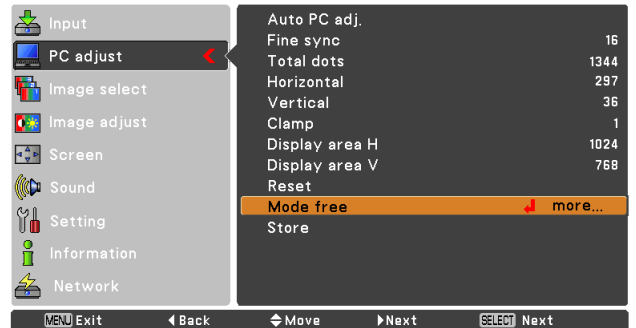 Input
PC adjust
Image select
Image adjust
Screen
Sound
Setting
Information
Network
Auto PC adj.
Fine sync 16
Total dots 1344
Horizontal 297
Vertical 36
Clamp 1
Display area H 1024
Display area V 768
Reset
Mode free more...
Store
MENU Exit Back Move Next SELECT Next